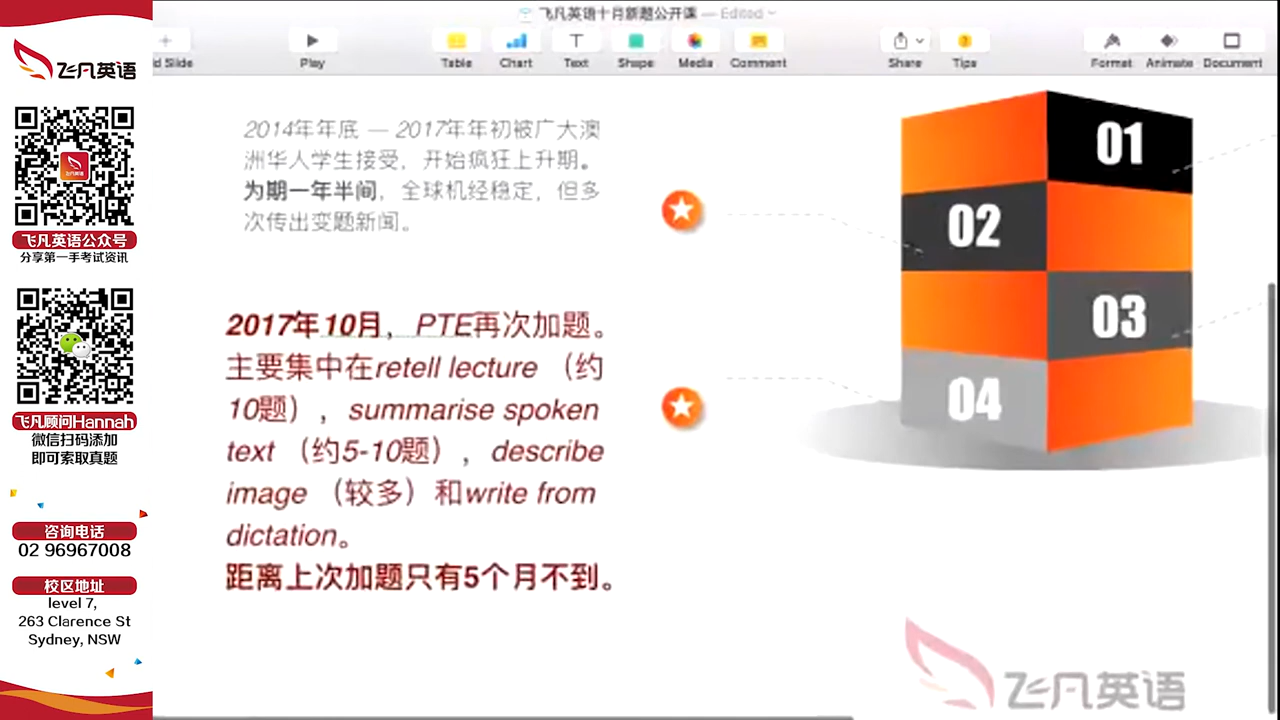 飞凡英语十月新题公开课 — Edited
d Slide
Play
Table
Chart
Text
Shape
Media
Comment
Share
Tips
Format
Animate
Document
飞凡英语
飞凡英语公众号
分享第一手考试资讯
飞凡顾问Hannah
微信扫码添加
即可索取真题
咨询电话
02 96967008
校区地址
level 7,
263 Clarence St
Sydney, NSW
2014年年底 — 2017年年初被广大澳
洲华人学生接受，开始疯狂上升期。
为期一年半间，全球机经稳定，但多
次传出变题新闻。
2017年10月，PTE再次加题。
主要集中在retell lecture （约
10题），summarise spoken
text （约5-10题），describe
image （较多）和write from
dictation。
距离上次加题只有5个月不到。
01
02
03
04
飞凡英语